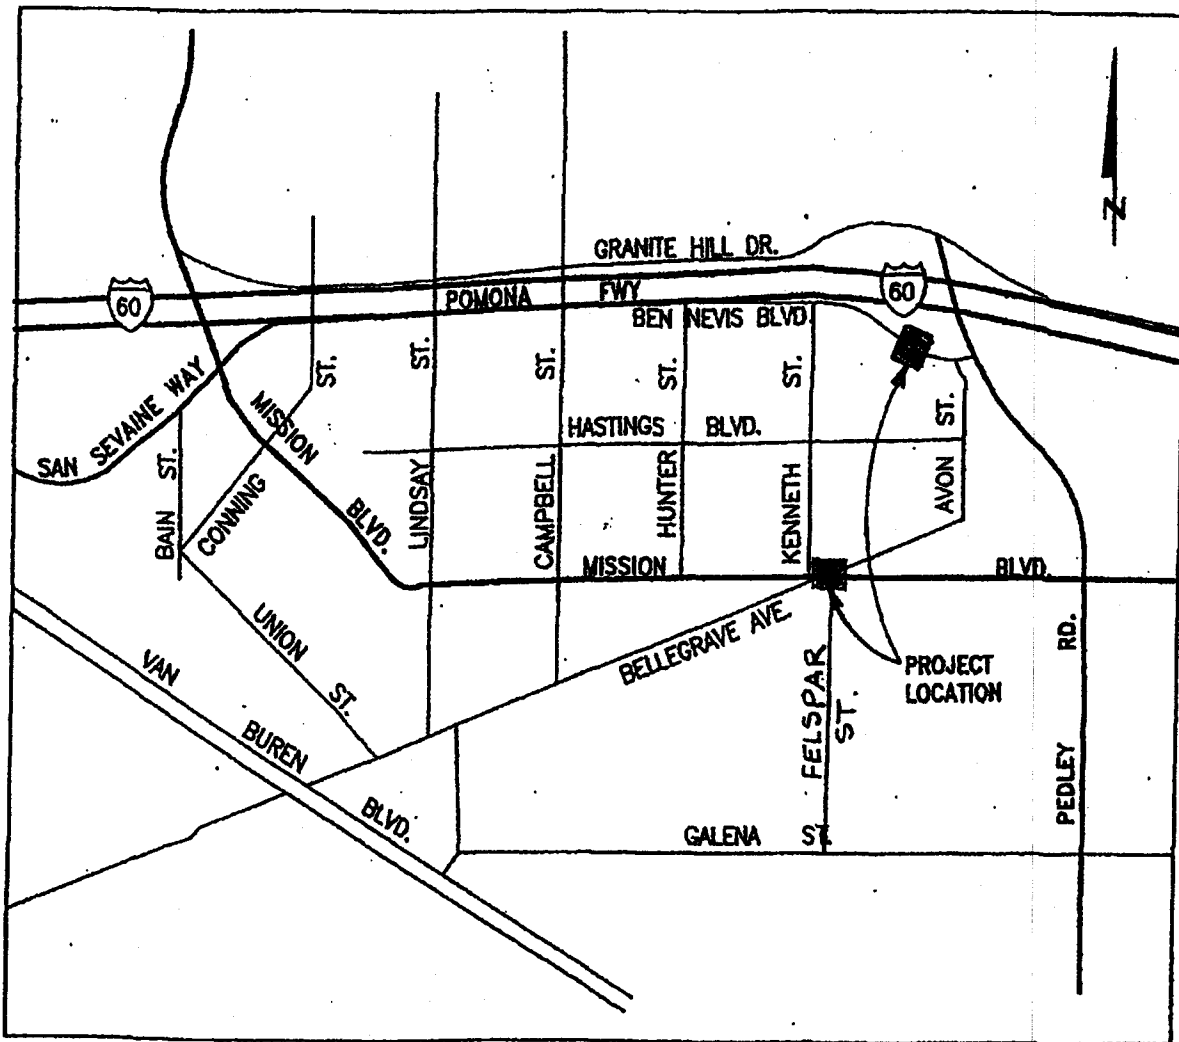 N
GRANITE HILL DR.
60
POMONA FWY
60
BEN NEVIS BLVD.
SAN SEVAINE WAY
MISSION BLVD.
BAIN ST.
CONNING ST.
LINDSAY ST.
CAMPBELL ST.
HUNTER ST.
KENNETH ST.
AVON ST.
HASTINGS BLVD.
MISSION BLVD.
UNION ST.
VAN BUREN BLVD.
BELLEGRAVE AVE.
FELSPAR ST.
PROJECT
LOCATION
PEDLEY RD.
GALENA ST.